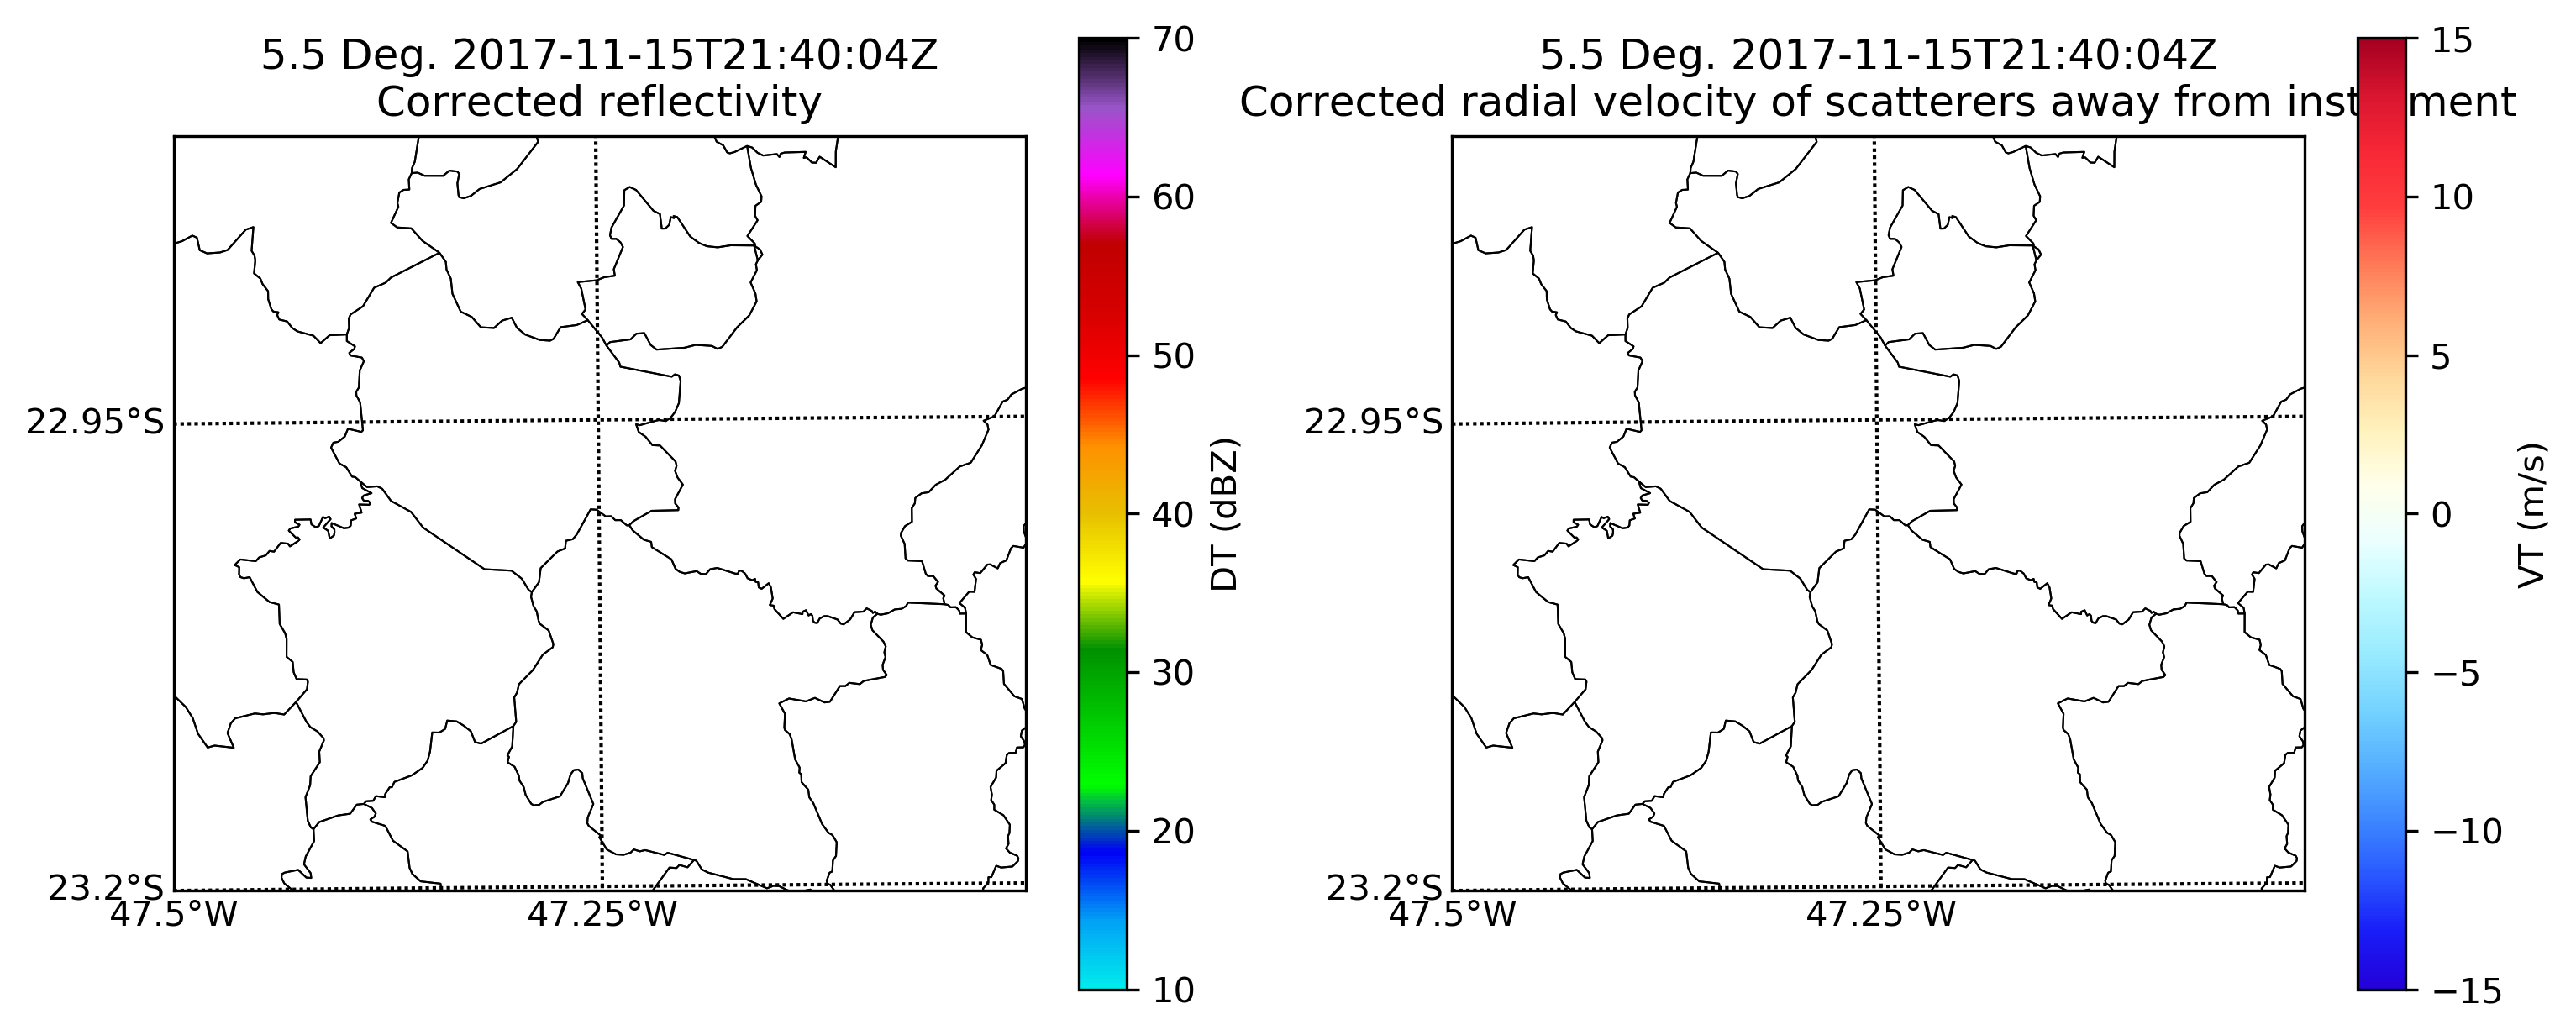 5.5 Deg. 2017-11-15T21:40:04Z
Corrected reflectivity
22.95°S
23.2°S
47.5°W
47.25°W
70
60
50
40
30
20
10
DT (dBZ)
5.5 Deg. 2017-11-15T21:40:04Z
Corrected radial velocity of scatterers away from inst ment
22.95°S
23.2°S
47.5°W
47.25°W
15
10
5
0
−5
−10
−15
VT (m/s)